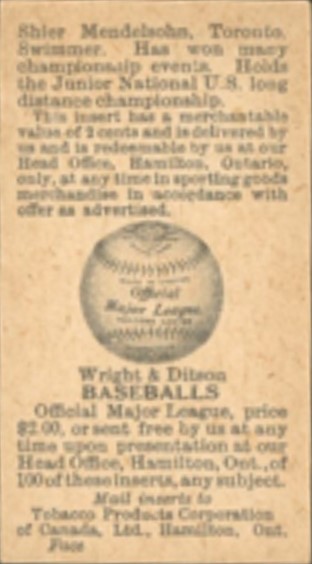 Shier Mendelsohn, Toronto.
Swimmer. Has won many
championship events. Holds
the Junior National U.S. long
distance championship.
This insert has a merchantable
value of 2 cents and is delivered by
us and is redeemable by us at our
Head Office, Hamilton, Ontario,
only, at any time in sporting goods
merchandise in accordance with
offer as advertised.
Official
Major League
Wright & Ditson
BASEBALLS
Official Major League, price
$2.00, or sent free by us at any
time upon presentation at our
Head Office, Hamilton, Ont., of
100 of these inserts, any subject.
Mail inserts to
Tobacco Products Corporation
of Canada, Ltd., Hamilton, Ont.